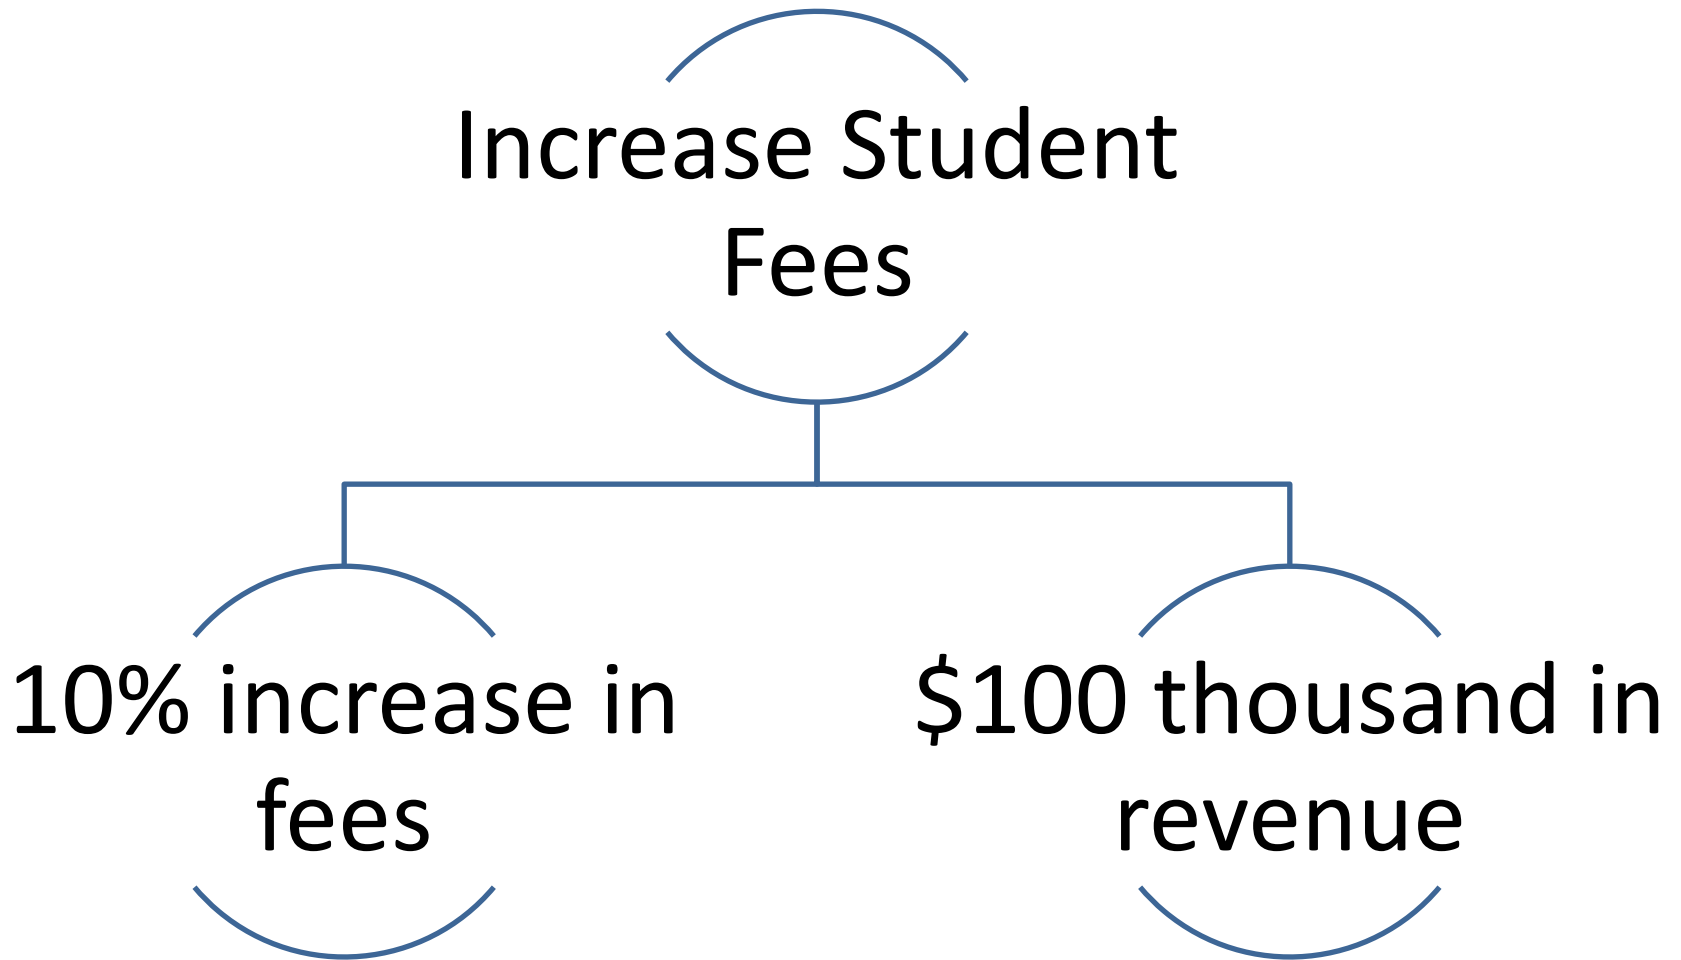 Increase Student
Fees
10% increase in
fees
$100 thousand in
revenue